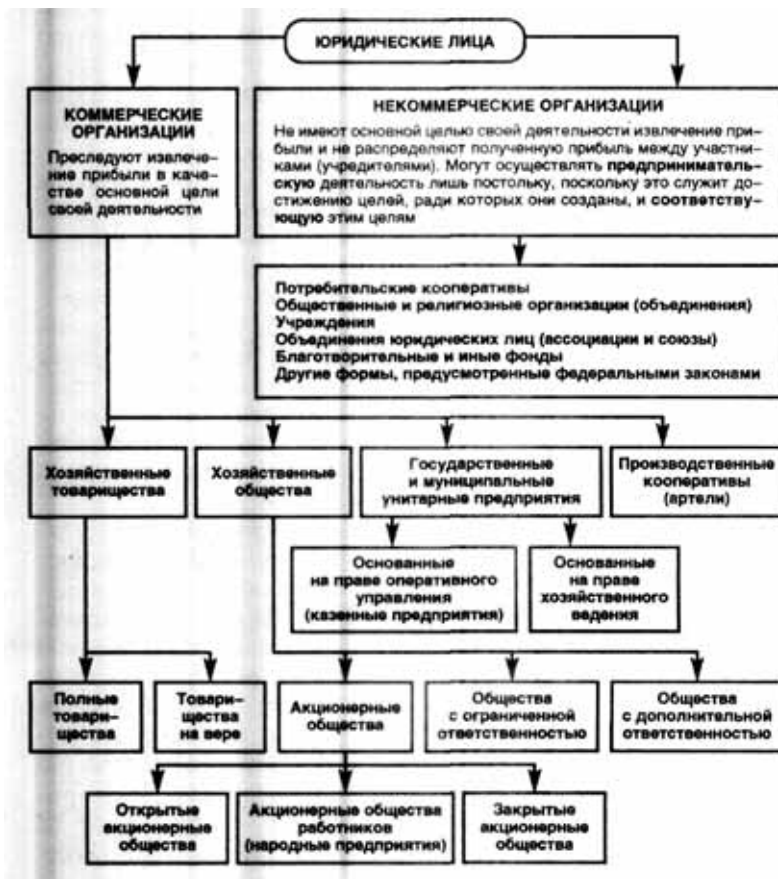 ЮРИДИЧЕСКИЕ ЛИЦА
КОММЕРЧЕСКИЕ
ОРГАНИЗАЦИИ
Преследуют извлече-
ние прибыли в каче-
стве основной цели
своей деятельности
НЕКОММЕРЧЕСКИЕ ОРГАНИЗАЦИИ
Не имеют основной целью своей деятельности извлечение при-
были и не распределяют полученную прибыль между участни-
ками (учредителями). Могут осуществлять предприниматель-
скую деятельность лишь постольку, поскольку это служит до-
стижению целей, ради которых они созданы, и соответству-
ющую этим целям
Потребительские кооперативы
Общественные и религиозные организации (объединения)
Учреждения
Объединения юридических лиц (ассоциации и союзы)
Благотворительные и иные фонды
Другие формы, предусмотренные федеральными законами
Хозяйственные
товарищества
Хозяйственные
общества
Государственные
и муниципальные
унитарные предприятия
Производственные
кооперативы
(артели)
Основанные
на праве оперативного
управления
(казенные предприятия)
Основанные
на праве
хозяйственного
ведения
Полные
товари-
щества
Товари-
щества
на вере
Акционерные
общества
Общества
с ограниченной
ответственностью
Общества
с дополнительной
ответственностью
Открытые
акционерные
общества
Акционерные общества
работников
(народные предприятия)
Закрытые
акционерные
общества